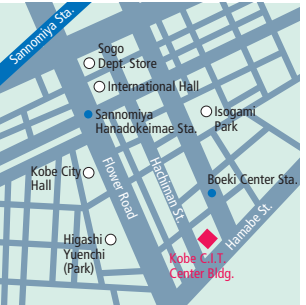 Sannomiya Sta.
Sogo
Dept. Store
International Hall
Sannomiya
Hanadokeimae Sta.
Isogami
Park
Kobe City
Hall
Flower Road
Hachiman St.
Boeki Center Sta.
Hamabe St.
Higashi
Yuenchi
(Park)
Kobe C.I.T.
Center Bldg.